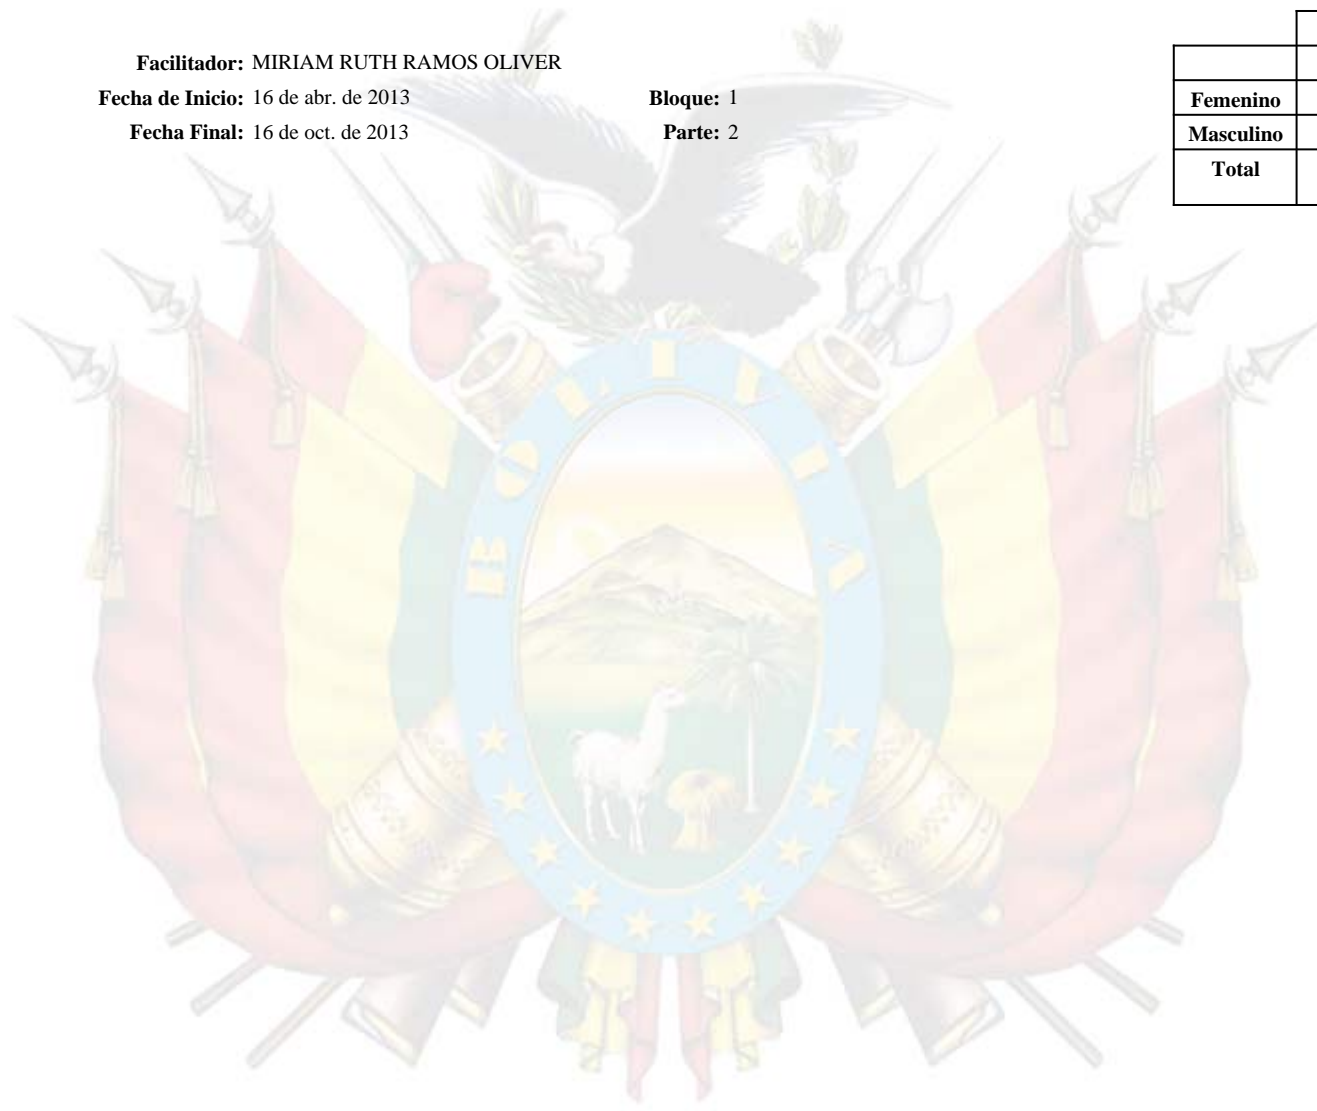 Facilitador: MIRIAM RUTH RAMOS OLIVER
Fecha de Inicio: 16 de abr. de 2013 Bloque: 1
Fecha Final: 16 de oct. de 2013 Parte: 2
Femenino
Masculino
Total
BOLIVIA